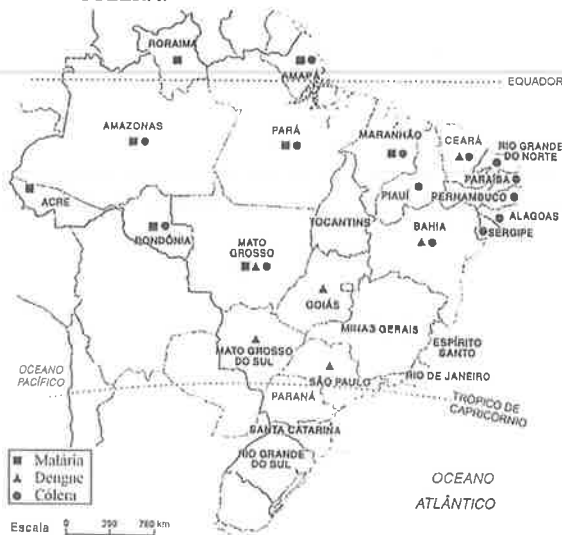 RORAIMA
AMAPÁ
EQUADOR
AMAZONAS
PARÁ
MARANHÃO
CEARÁ
RIO GRANDE
DO NORTE
PARAÍBA
PIAUÍ
PERNAMBUCO
ACRE
ALAGOAS
TOCANTINS
BAHIA
SERGIPE
RONDÔNIA
MATO
GROSSO
GOIÁS
MINAS GERAIS
ESPÍRITO
SANTO
MATO GROSSO
DO SUL
OCEANO
PACÍFICO
SÃO PAULO
RIO DE JANEIRO
PARANÁ
TRÓPICO DE
CAPRICÓRNIO
SANTA CATARINA
RIO GRANDE
DO SUL
Malária
Dengue
Cólera
OCEANO
ATLÂNTICO
Escala 0 390 780 km